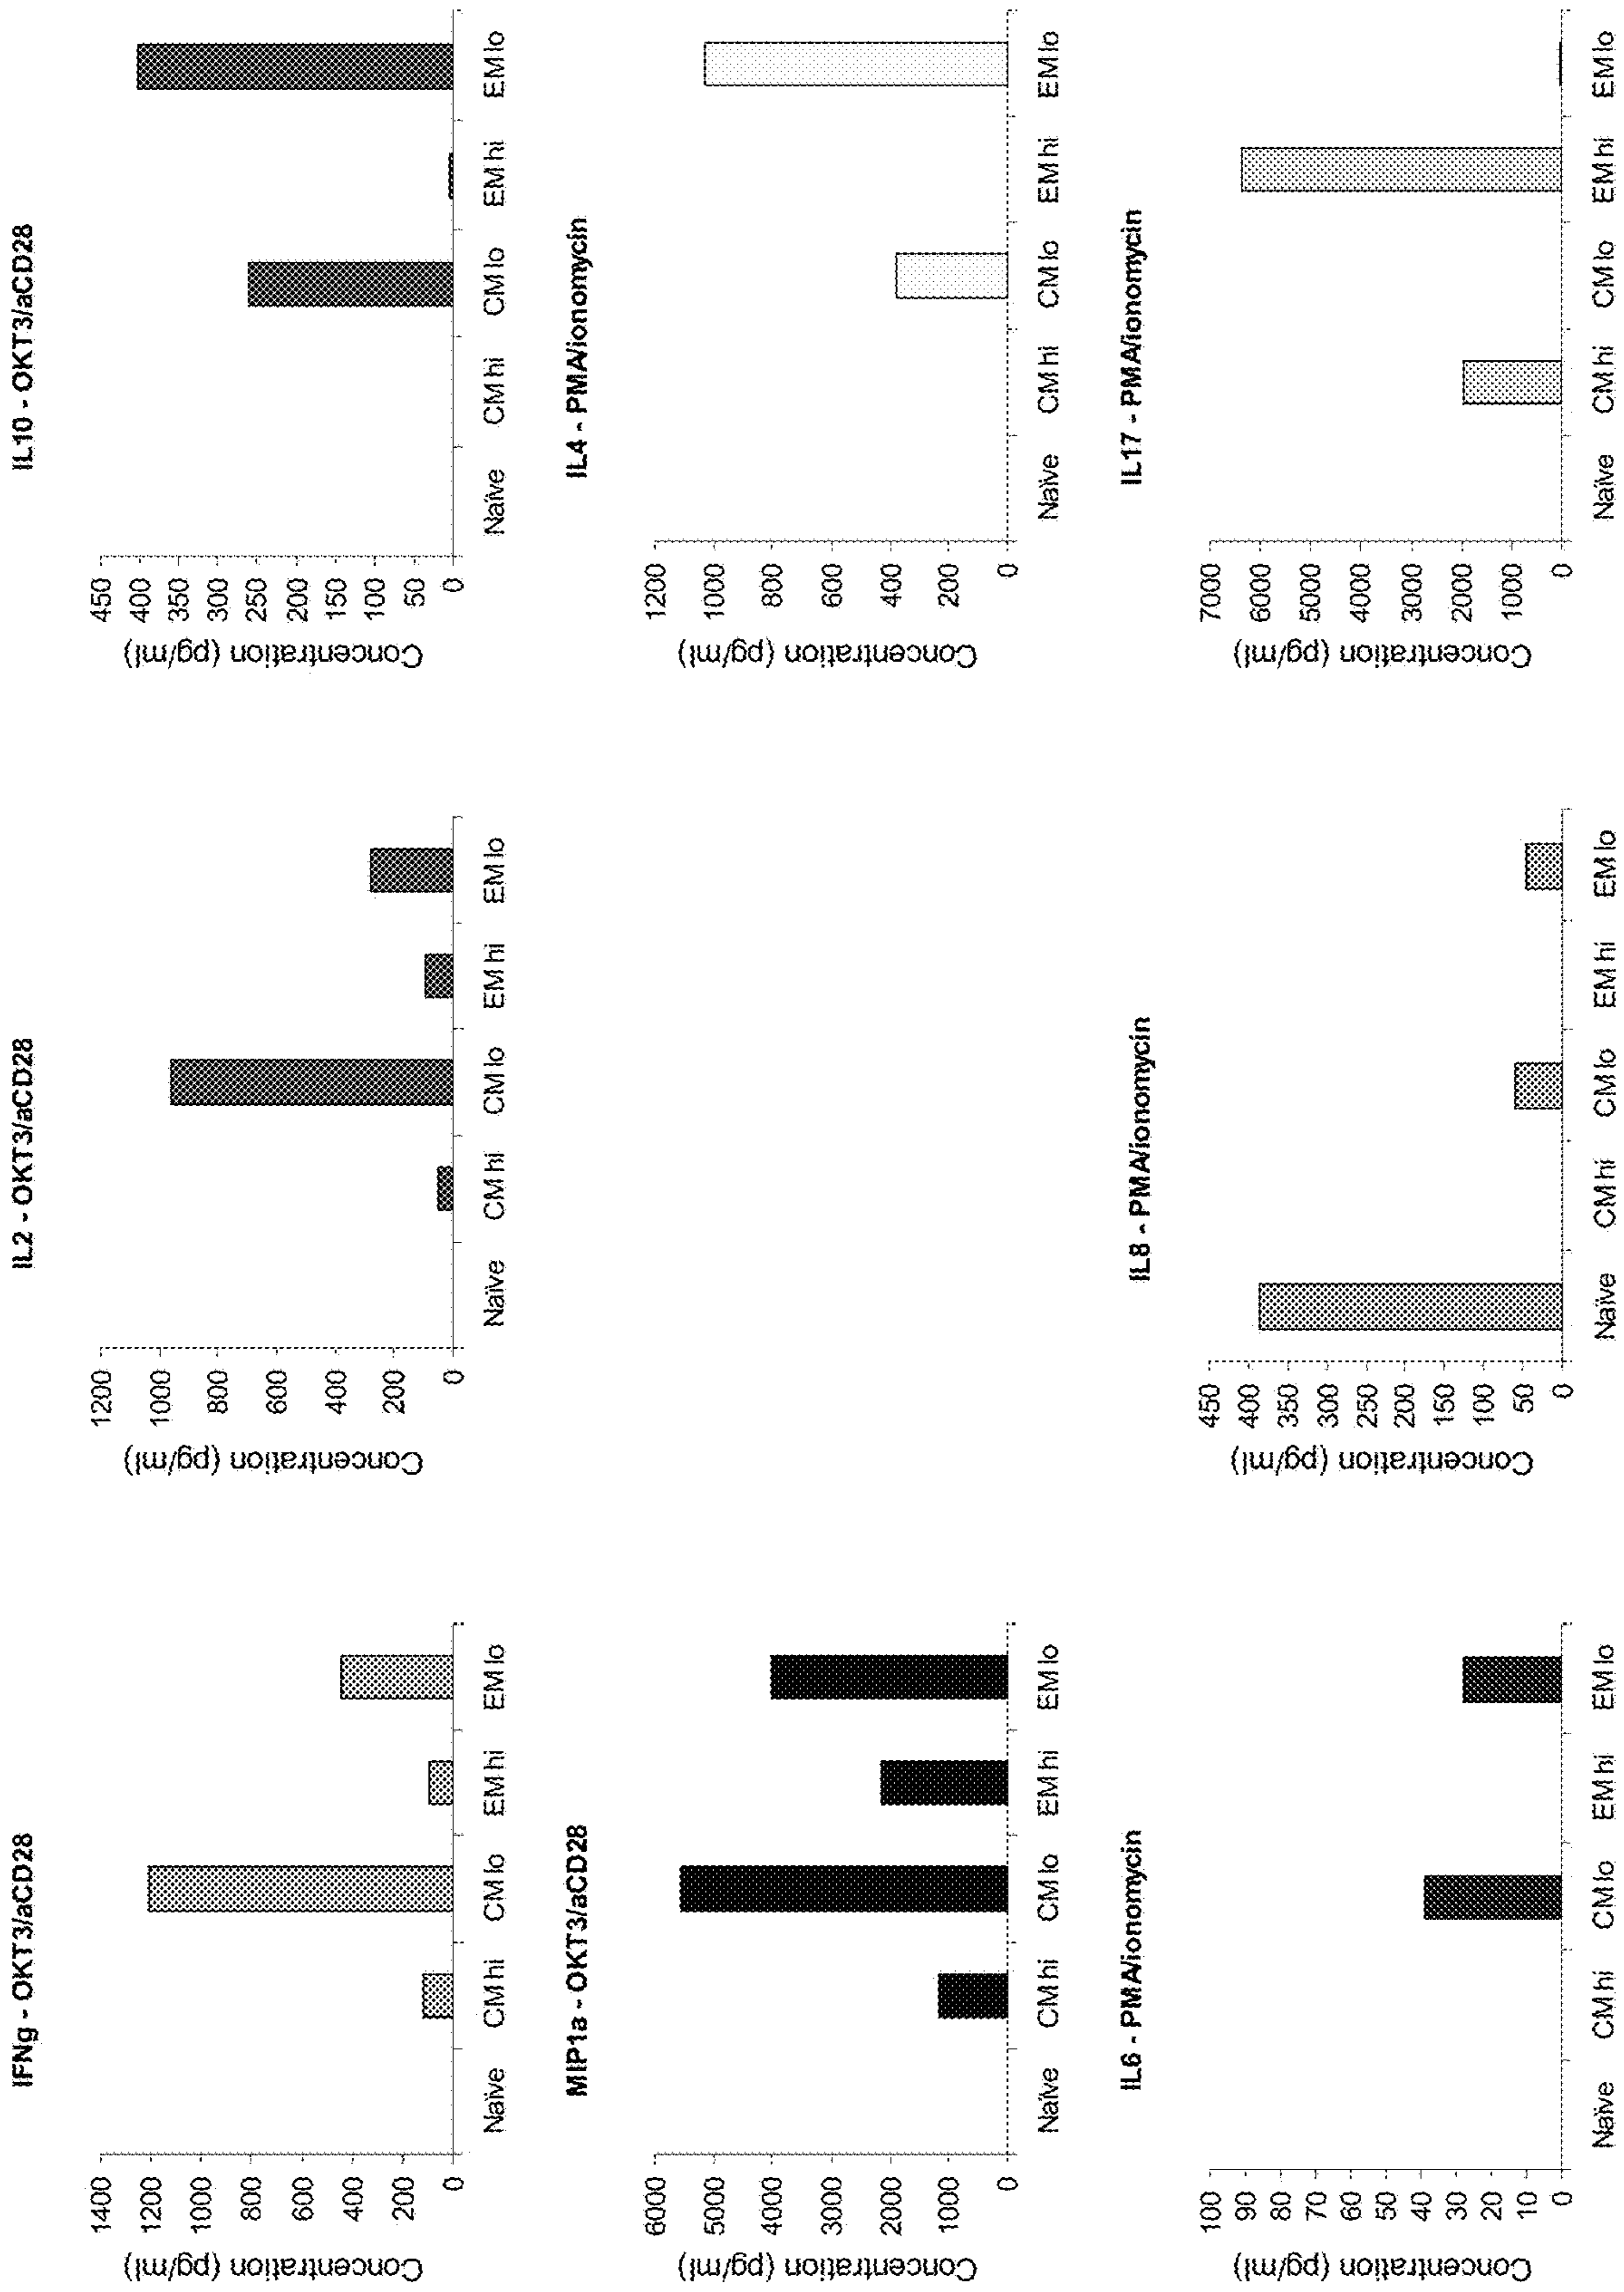 IFNg - OKT3/aCD28
Concentration (pg/ml)
1400
1200
1000
800
600
400
200
0
Naïve CM hi CM lo EM hi EM lo
IL2 - OKT3/aCD28
Concentration (pg/ml)
1200
1000
800
600
400
200
0
Naïve CM hi CM lo EM hi EM lo
IL10 - OKT3/aCD28
Concentration (pg/ml)
450
400
350
300
250
200
150
100
50
0
Naïve CM hi CM lo EM hi EM lo
MIP1a - OKT3/aCD28
Concentration (pg/ml)
6000
5000
4000
3000
2000
1000
0
Naïve CM hi CM lo EM hi EM lo
IL4 - PMA/ionomycin
Concentration (pg/ml)
1200
1000
800
600
400
200
0
Naïve CM hi CM lo EM hi EM lo
IL6 - PMA/ionomycin
Concentration (pg/ml)
100
90
80
70
60
50
40
30
20
10
0
Naïve CM hi CM lo EM hi EM lo
IL8 - PMA/ionomycin
Concentration (pg/ml)
450
400
350
300
250
200
150
100
50
0
Naïve CM hi CM lo EM hi EM lo
IL17 - PMA/ionomycin
Concentration (pg/ml)
7000
6000
5000
4000
3000
2000
1000
0
Naïve CM hi CM lo EM hi EM lo